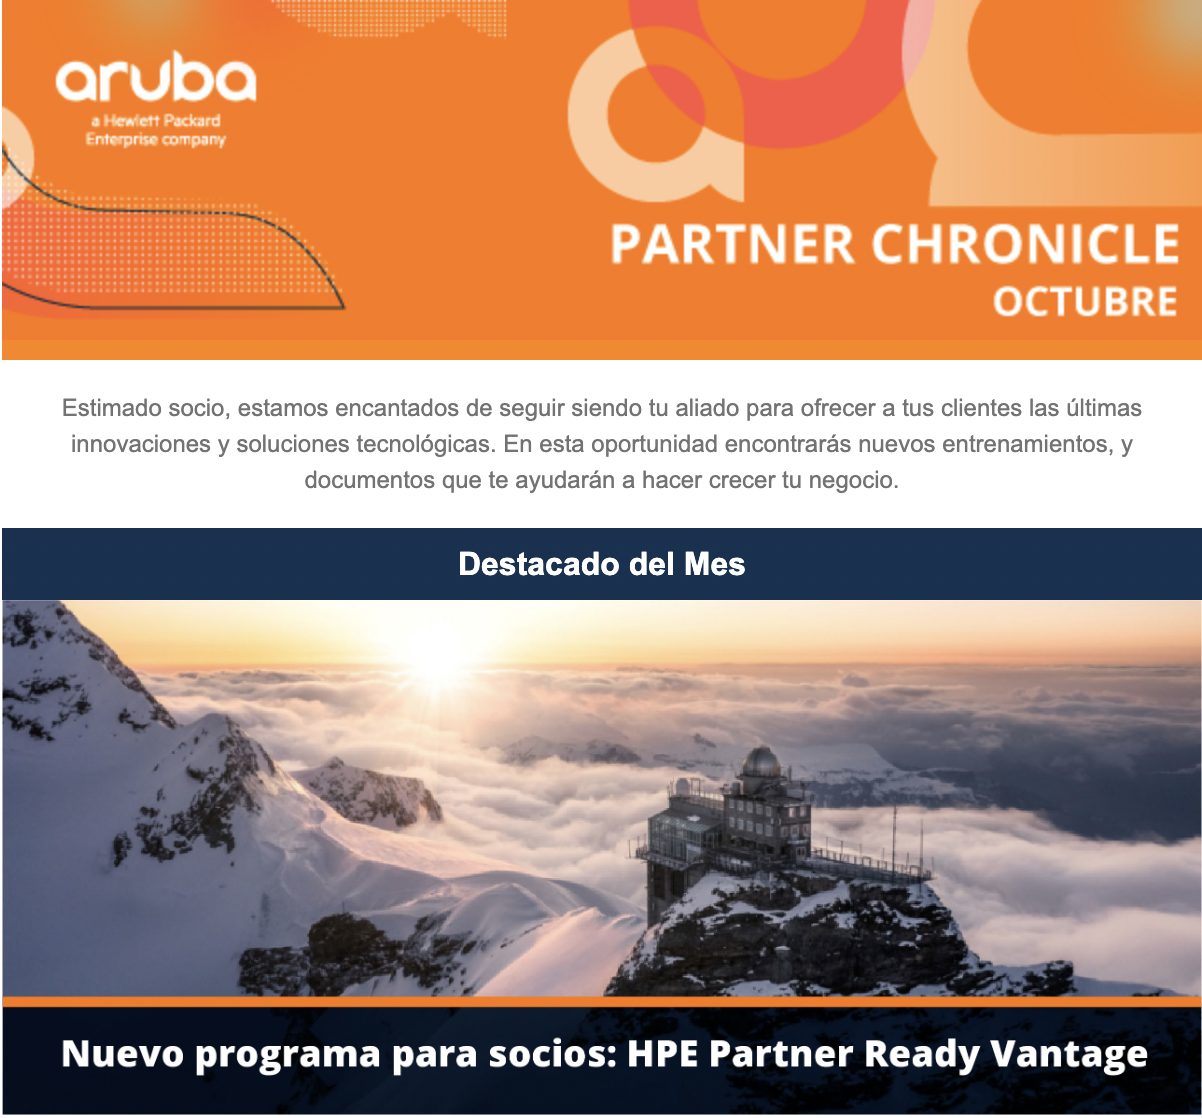 aruba
a Hewlett Packard
Enterprise company
PARTNER CHRONICLE
OCTUBRE
Estimado socio, estamos encantados de seguir siendo tu aliado para ofrecer a tus clientes las últimas
innovaciones y soluciones tecnológicas. En esta oportunidad encontrarás nuevos entrenamientos, y
documentos que te ayudarán a hacer crecer tu negocio.
Destacado del Mes
Nuevo programa para socios: HPE Partner Ready Vantage